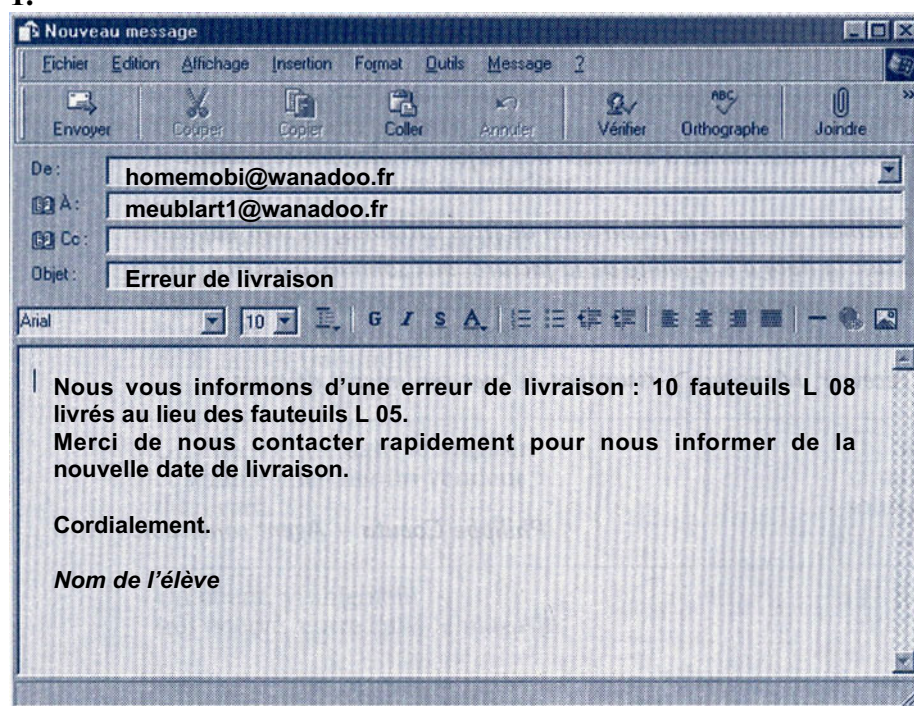 1.
Nouveau message
Fichier Edition Affichage Insertion Format Outils Message ?
Envoyer Couper Copier Coller Annuler Vérifier Orthographe Joindre »
De : homemobi@wanadoo.fr
À : meublart1@wanadoo.fr
Cc :
Objet : Erreur de livraison
Arial 10 G I S A
Nous vous informons d’une erreur de livraison : 10 fauteuils L 08
livrés au lieu des fauteuils L 05.
Merci de nous contacter rapidement pour nous informer de la
nouvelle date de livraison.
Cordialement.
Nom de l’élève